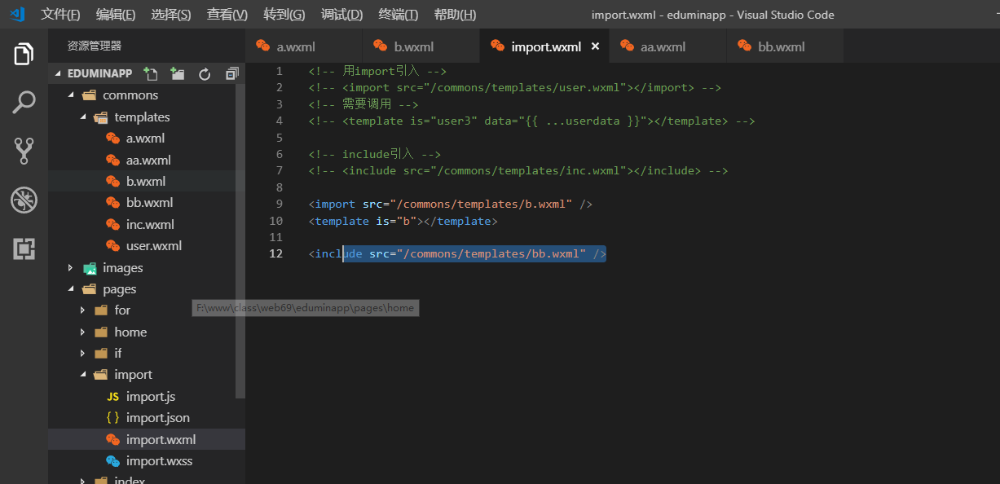 文件(F) 编辑(E) 选择(S) 查看(V) 转到(G) 调试(D) 终端(T) 帮助(H) import.wxml - eduminapp - Visual Studio Code
资源管理器
EDUMINAPP
commons
templates
a.wxml
aa.wxml
b.wxml
bb.wxml
inc.wxml
user.wxml
images
pages
for
home
if
import
JS import.js
{ } import.json
import.wxml
import.wxss
index
F:\www\class\web69\eduminapp\pages\home
a.wxml b.wxml import.wxml × aa.wxml bb.wxml
1 <!-- 用import引入 -->
2 <!-- <import src="/commons/templates/user.wxml"></import> -->
3 <!-- 需要调用 -->
4 <!-- <template is="user3" data="{{ ...userdata }}"></template> -->
5
6 <!-- include引入 -->
7 <!-- <include src="/commons/templates/inc.wxml"></include> -->
8
9 <import src="/commons/templates/b.wxml" />
10 <template is="b"></template>
11
12 <include src="/commons/templates/bb.wxml" />